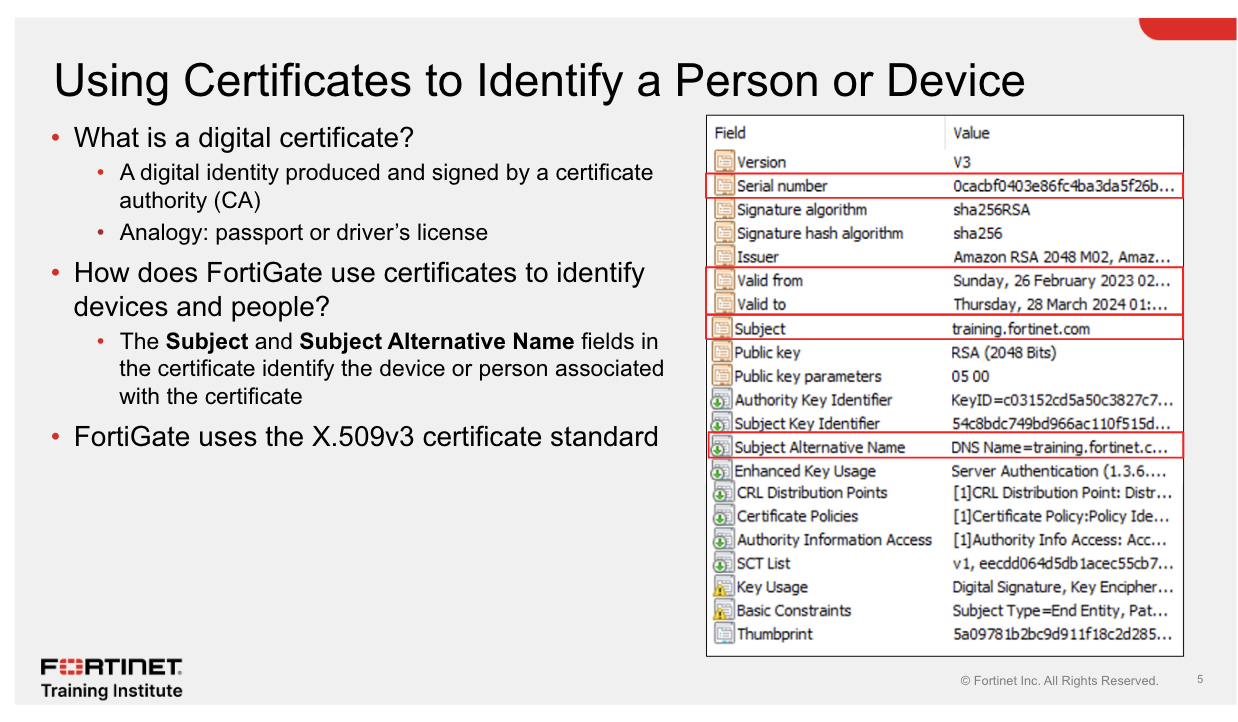 Using Certificates to Identify a Person or Device
• What is a digital certificate?
• A digital identity produced and signed by a certificate
authority (CA)
• Analogy: passport or driver’s license
• How does FortiGate use certificates to identify
devices and people?
• The Subject and Subject Alternative Name fields in
the certificate identify the device or person associated
with the certificate
• FortiGate uses the X.509v3 certificate standard
Field Value
Version V3
Serial number 0cacbf0403e86fc4ba3da5f26b...
Signature algorithm sha256RSA
Signature hash algorithm sha256
Issuer Amazon RSA 2048 M02, Amaz...
Valid from Sunday, 26 February 2023 02...
Valid to Thursday, 28 March 2024 01:...
Subject training.fortinet.com
Public key RSA (2048 Bits)
Public key parameters 05 00
Authority Key Identifier KeyID=c03152cd5a50c3827c7...
Subject Key Identifier 54c8bdc749bd966ac110f515d...
Subject Alternative Name DNS Name=training.fortinet.c...
Enhanced Key Usage Server Authentication (1.3.6....
CRL Distribution Points [1]CRL Distribution Point: Distr...
Certificate Policies [1]Certificate Policy:Policy Ide...
Authority Information Access [1]Authority Info Access: Acc...
SCT List v1, eecdd064d5db1acec55cb7...
Key Usage Digital Signature, Key Encipher...
Basic Constraints Subject Type=End Entity, Pat...
Thumbprint 5a09781b2bc9d911f18c2d285...
FORTINET
Training Institute
© Fortinet Inc. All Rights Reserved. 5